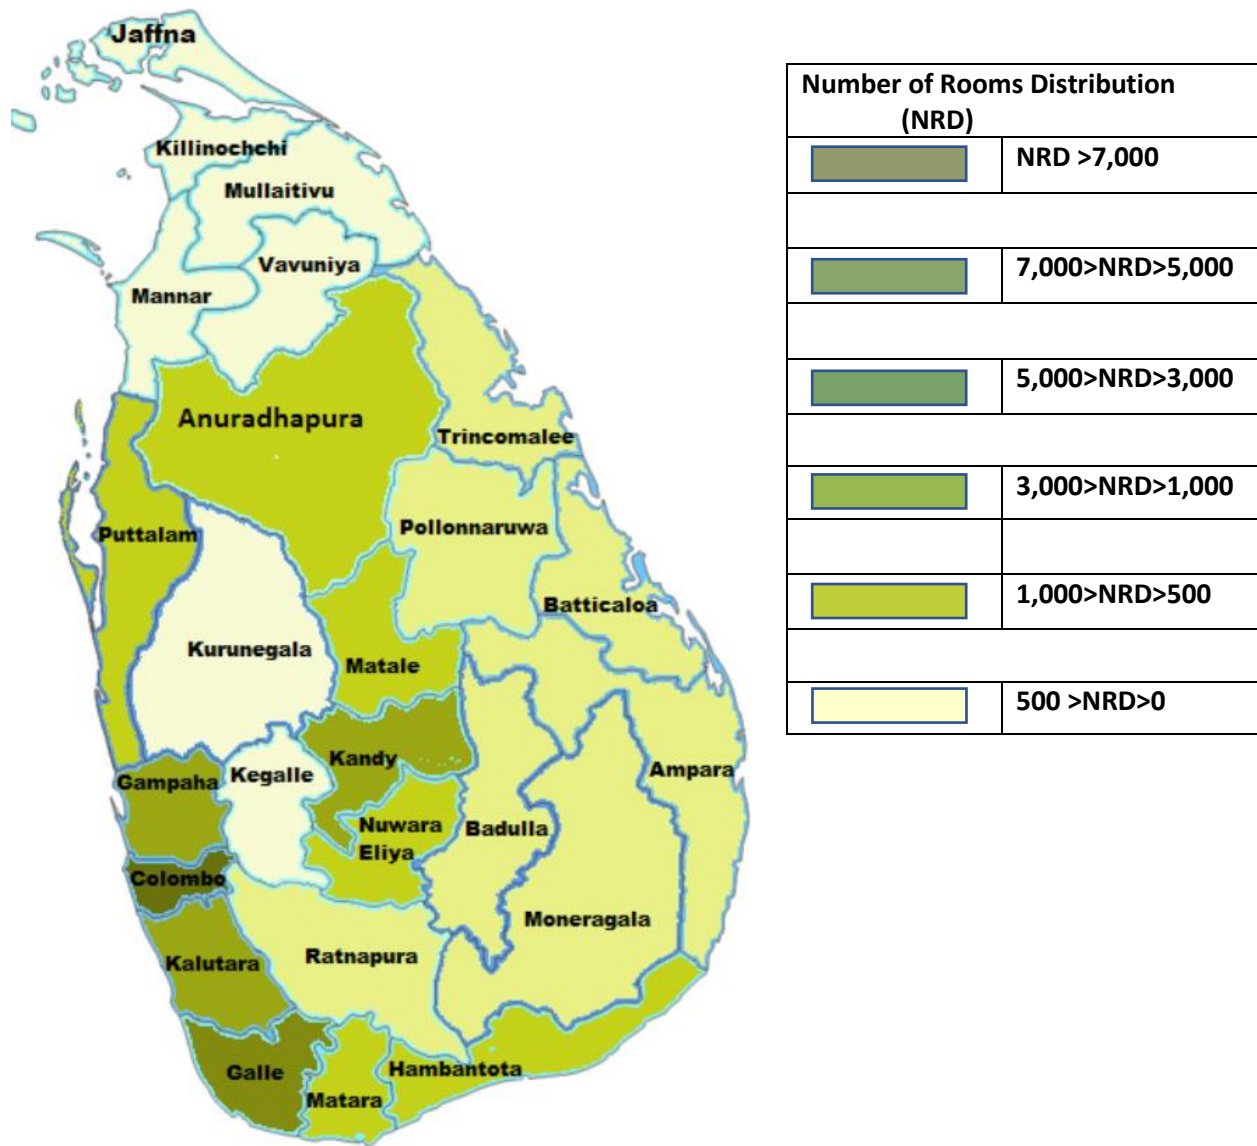 Jaffna
Killinochchi
Mullaitivu
Vavuniya
Mannar
Anuradhapura
Trincomalee
Puttalam
Pollonnaruwa
Batticaloa
Kurunegala
Matale
Kandy
Ampara
Gampaha
Kegalle
Nuwara
Eliya
Badulla
Colombo
Moneragala
Ratnapura
Kalutara
Galle
Matara
Hambantota
Number of Rooms Distribution
(NRD)
NRD >7,000
7,000>NRD>5,000
5,000>NRD>3,000
3,000>NRD>1,000
1,000>NRD>500
500 >NRD>0